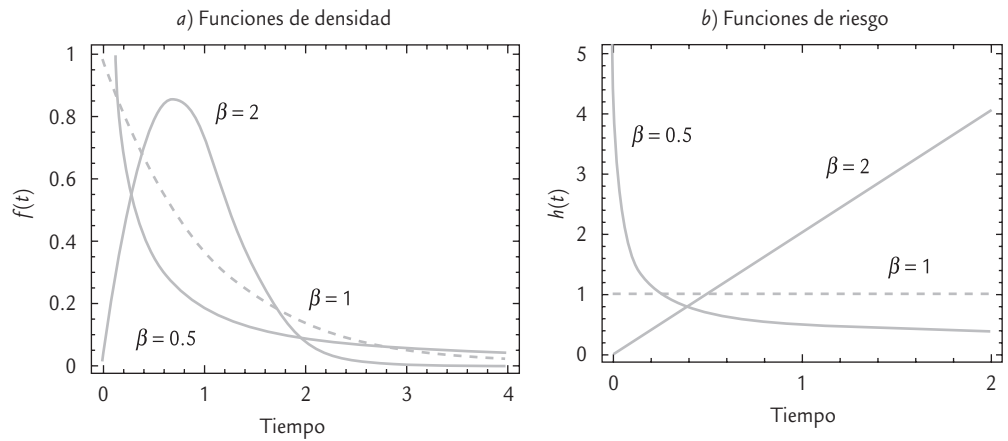 a) Funciones de densidad
1
0.8
0.6
0.4
0.2
0
f(t)
β = 2
β = 1
β = 0.5
0 1 2 3 4
Tiempo
b) Funciones de riesgo
5
4
3
2
1
0
h(t)
β = 0.5
β = 2
β = 1
0 1 2
Tiempo